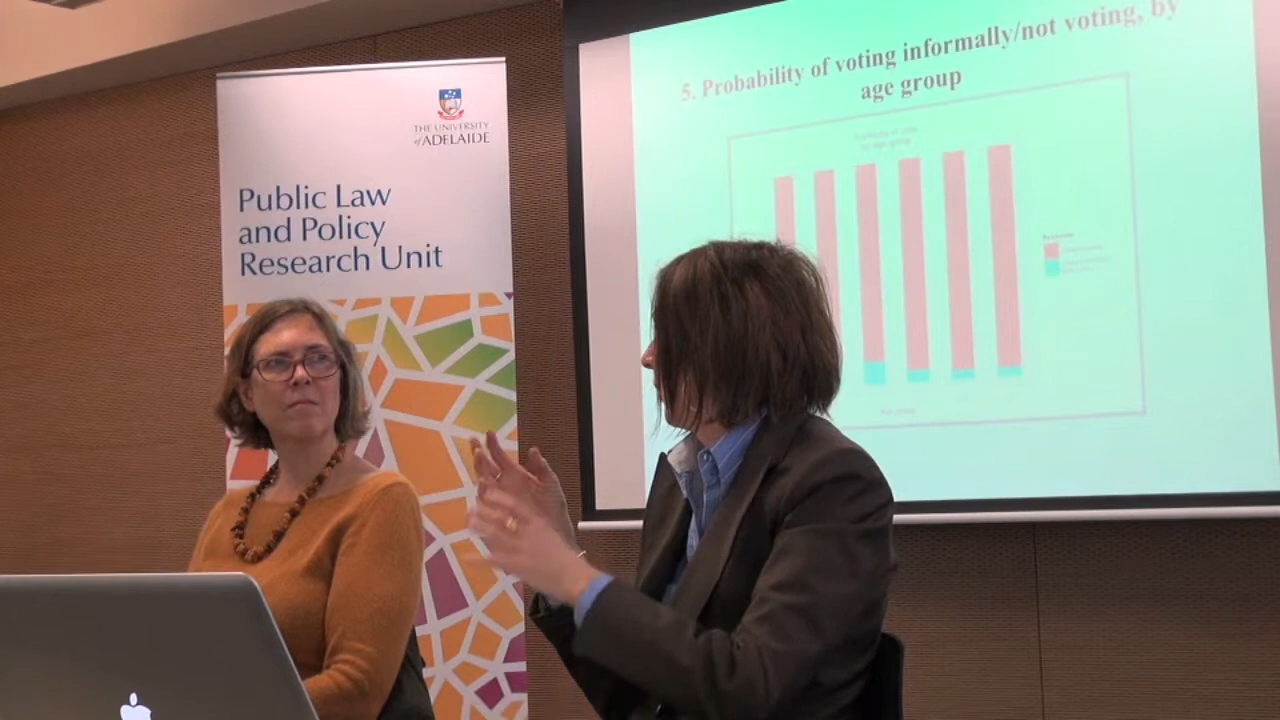 THE UNIVERSITY
of ADELAIDE
Public Law
and Policy
Research Unit
5. Probability of voting informally/not voting, by
age group